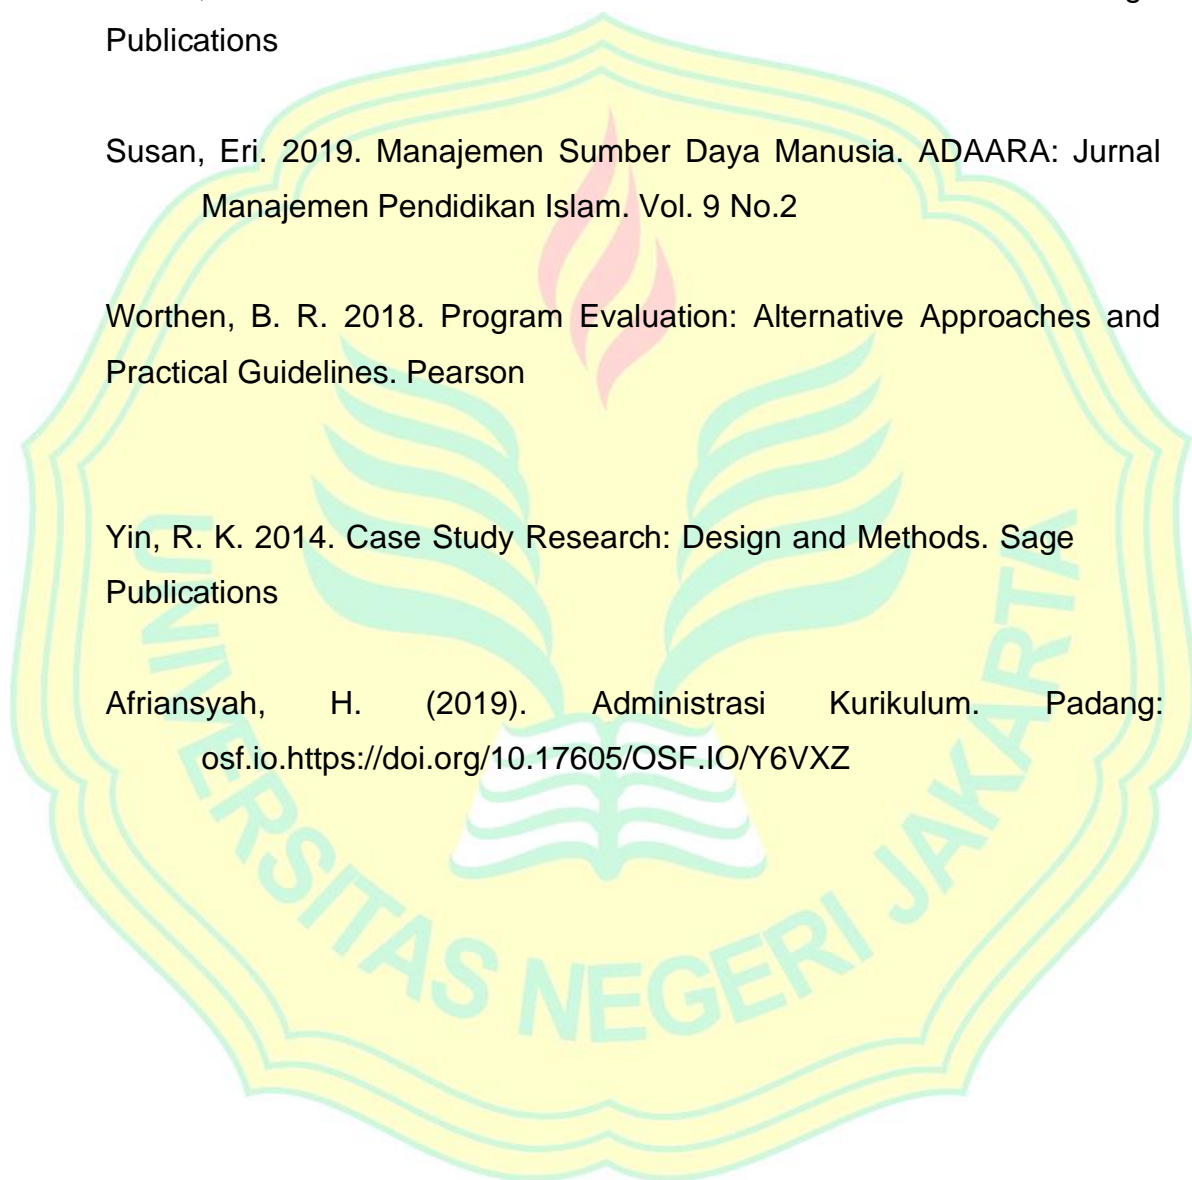 Publications
Susan, Eri. 2019. Manajemen Sumber Daya Manusia. ADAARA: Jurnal
Manajemen Pendidikan Islam. Vol. 9 No.2
Worthen, B. R. 2018. Program Evaluation: Alternative Approaches and
Practical Guidelines. Pearson
Yin, R. K. 2014. Case Study Research: Design and Methods. Sage
Publications
Afriansyah, H. (2019). Administrasi Kurikulum. Padang:
osf.io.https://doi.org/10.17605/OSF.IO/Y6VXZ
UNIVERSITAS NEGERI JAKARTA